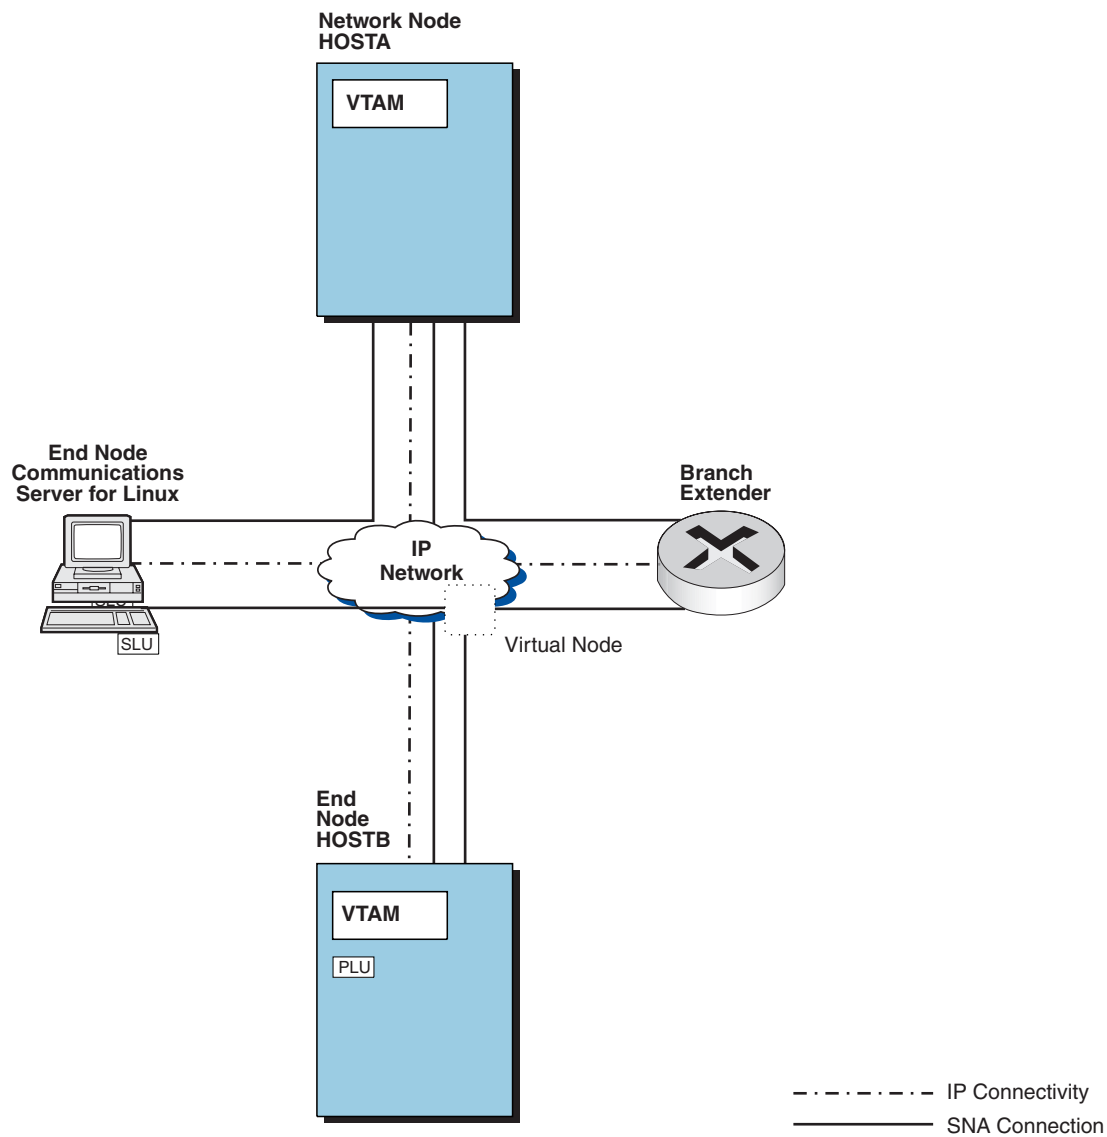 Network Node
HOSTA
VTAM
End Node
Communications
Server for Linux
Branch
Extender
IP
Network
SLU
Virtual Node
End
Node
HOSTB
VTAM
PLU
IP Connectivity
SNA Connection